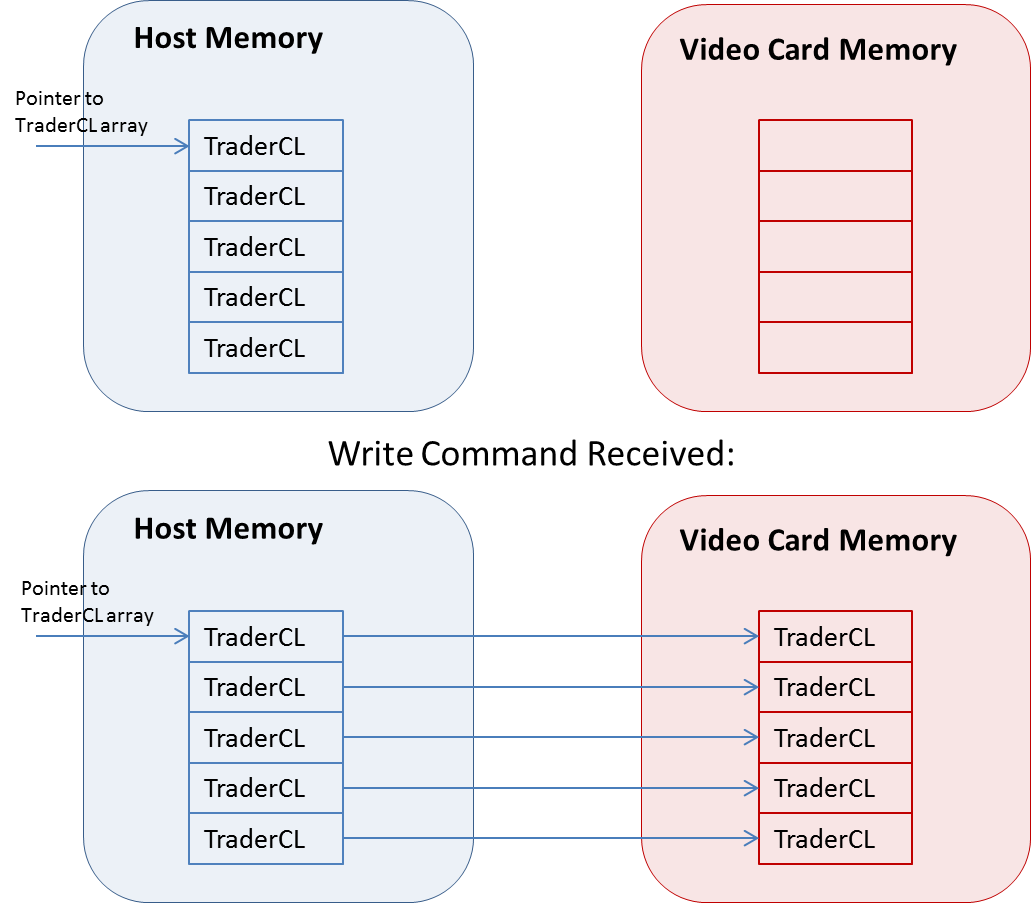 Host Memory
Video Card Memory
Pointer to
TraderCL array
TraderCL
TraderCL
TraderCL
TraderCL
TraderCL
Write Command Received:
Host Memory
Video Card Memory
Pointer to
TraderCL array
TraderCL
TraderCL
TraderCL
TraderCL
TraderCL
TraderCL
TraderCL
TraderCL
TraderCL
TraderCL